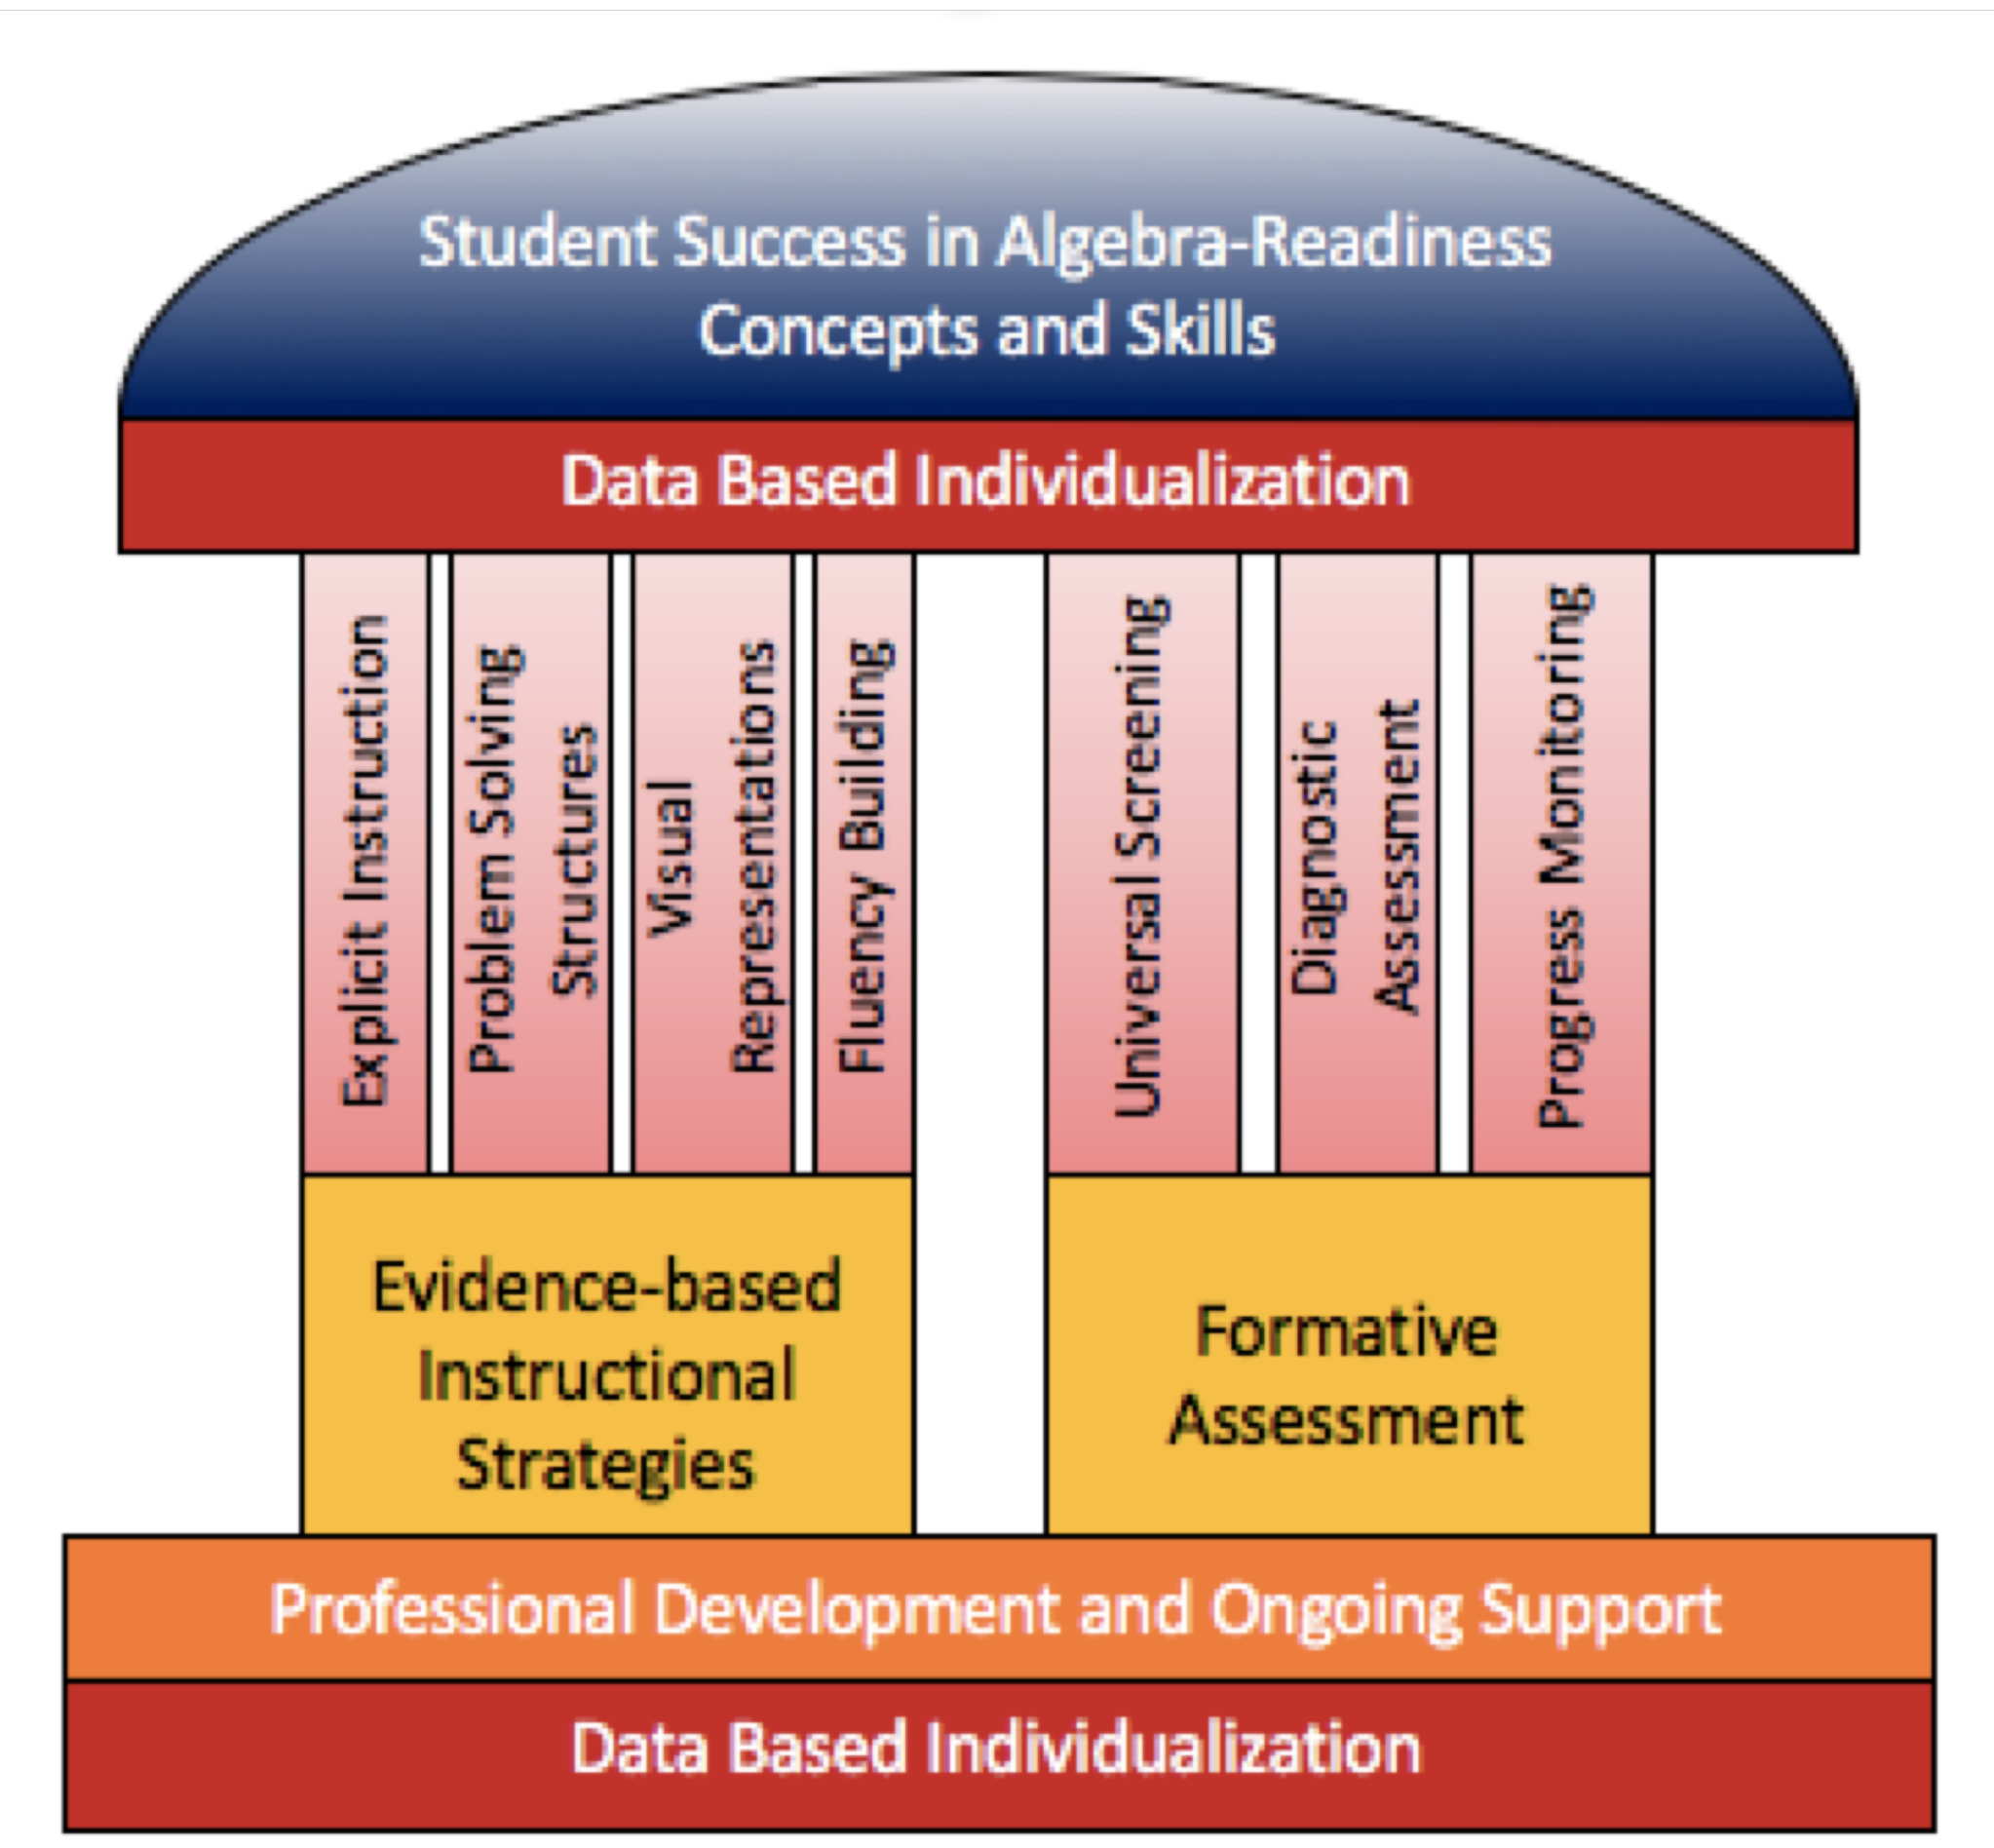 Student Success in Algebra-Readiness
Concepts and Skills
Data Based Individualization
Explicit Instruction
Problem Solving
Structures
Visual
Representations
Fluency Building
Universal Screening
Diagnostic
Assessment
Progress Monitoring
Evidence-based
Instructional
Strategies
Formative
Assessment
Professional Development and Ongoing Support
Data Based Individualization